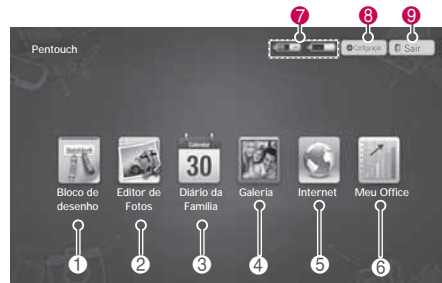 7 8 9
Pentouch
Configuração Sair
Sketchbook
Calendar
30
Bloco de desenho
Editor de Fotos
Diário da Família
Galeria
Internet
Meu Office
1 2 3 4 5 6